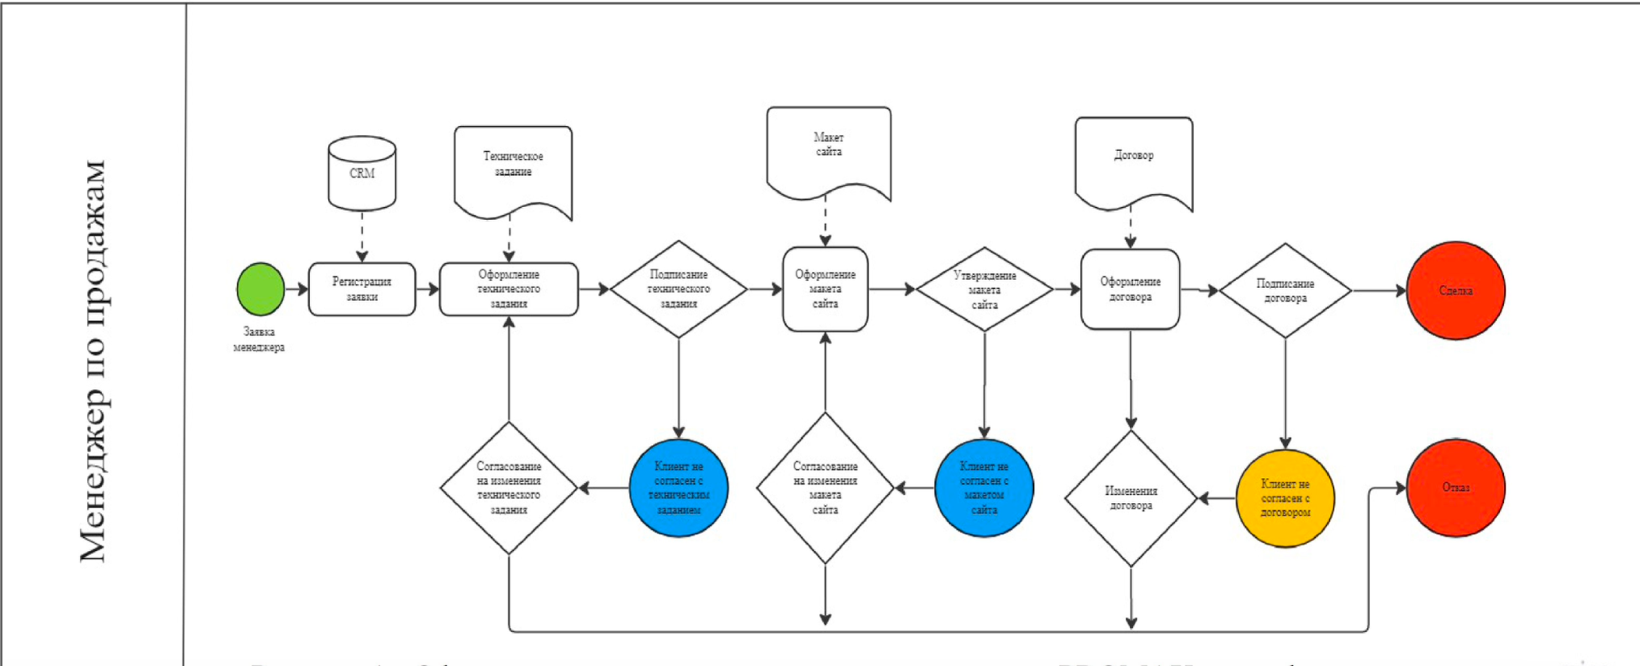 Менеджер по продажам
CRM
Техническое
задание
Макет
сайта
Договор
Заявка
менеджера
Регистрация
заявки
Оформление
технического
задания
Подписание
технического
задания
Оформление
макета
сайта
Утверждение
макета
сайта
Оформление
договора
Подписание
договора
Сделка
Согласование
на изменения
технического
задания
Клиент не
согласен с
техническим
заданием
Согласование
на изменения
макета
сайта
Клиент не
согласен с
макетом
сайта
Изменения
договора
Клиент не
согласен с
договором
Отказ